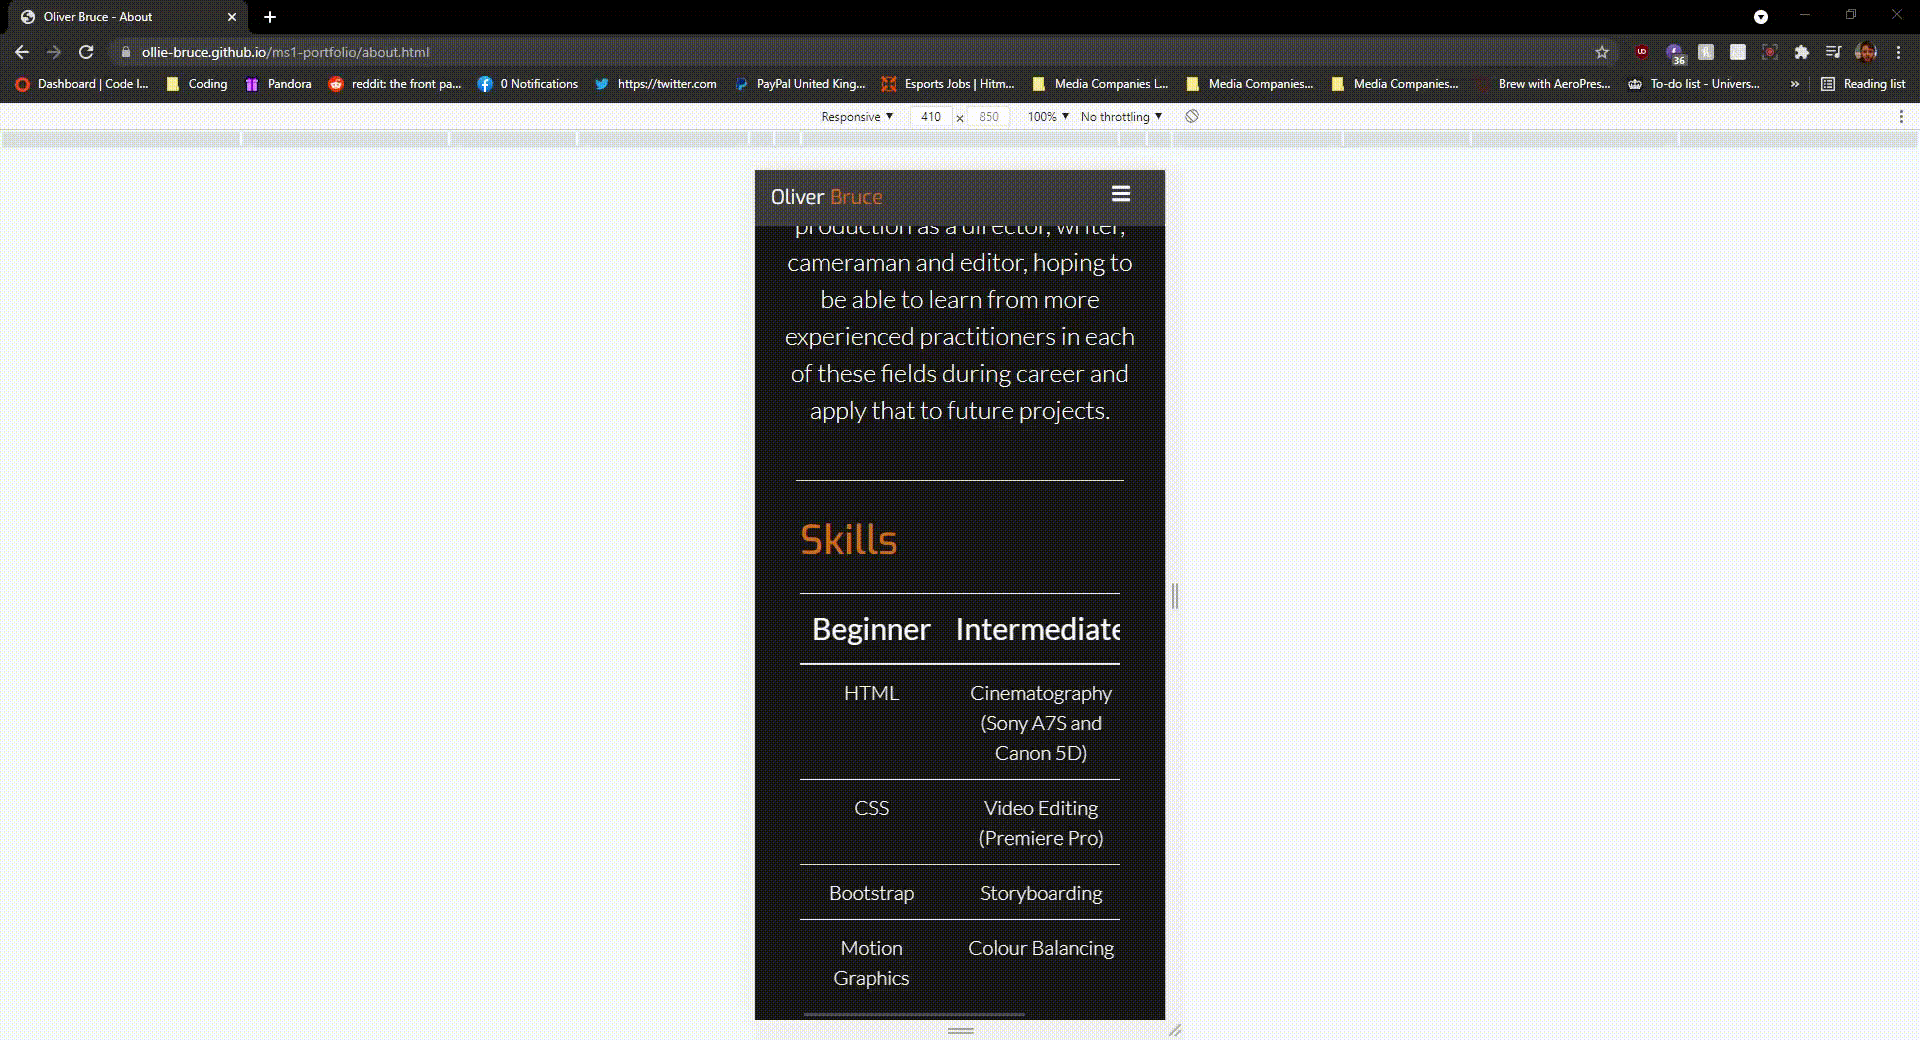 Oliver Bruce - About
ollie-bruce.github.io/ms1-portfolio/about.html
36
Dashboard | Code I... Coding Pandora reddit: the front pa... 0 Notifications https://twitter.com PayPal United King... Esports Jobs | Hitm... Media Companies L... Media Companies... Media Companies... Brew with AeroPres... To-do list - Univers... » Reading list
Responsive 410 × 850 100% No throttling
Oliver Bruce
production as a director, writer,
cameraman and editor, hoping to
be able to learn from more
experienced practitioners in each
of these fields during career and
apply that to future projects.
Skills
Beginner Intermediate
HTML Cinematography
(Sony A7S and
Canon 5D)
CSS Video Editing
(Premiere Pro)
Bootstrap Storyboarding
Motion Colour Balancing
Graphics